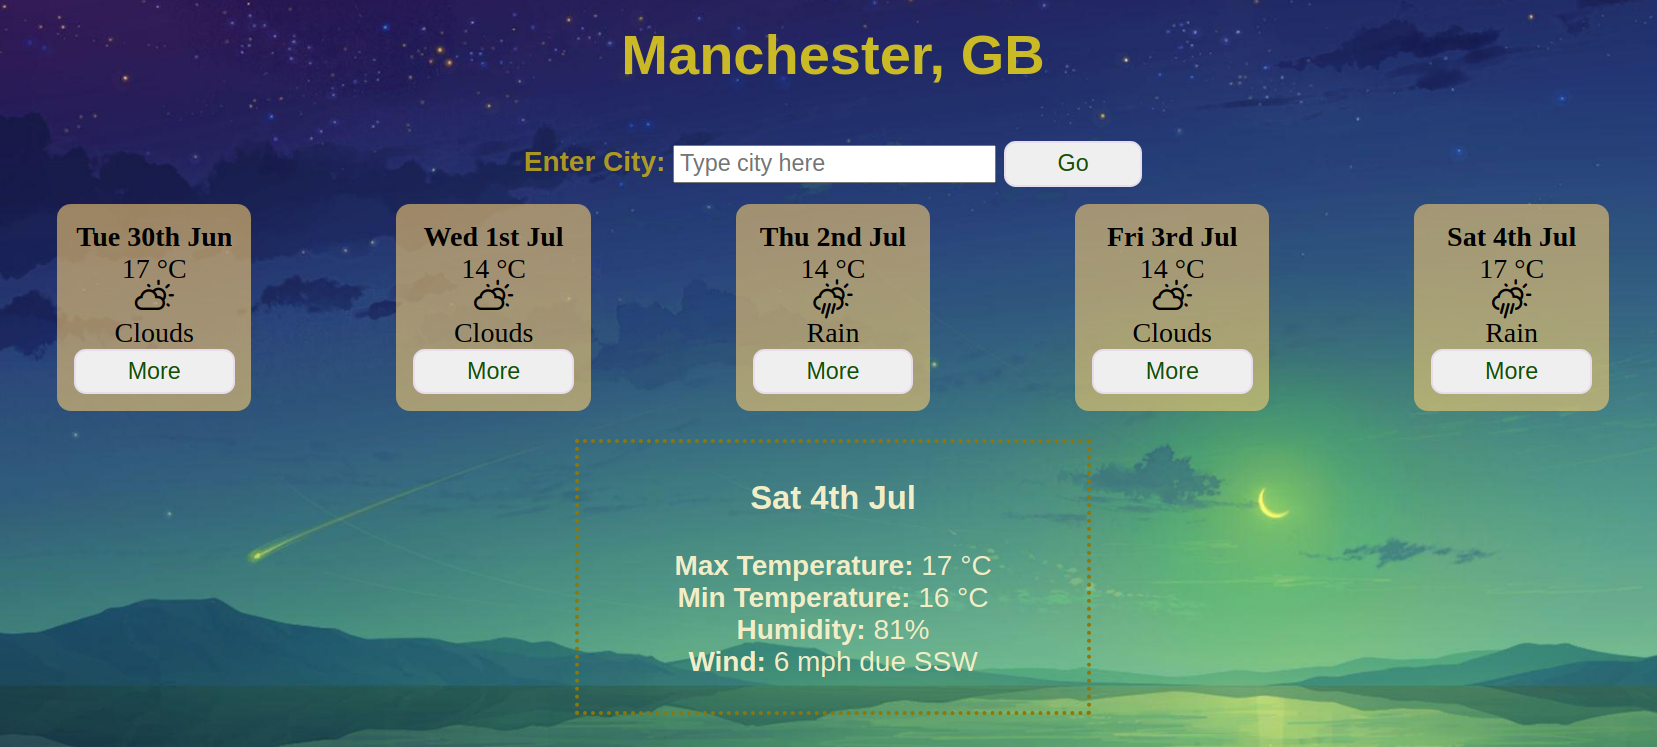 Manchester, GB
Enter City: Type city here Go
Tue 30th Jun
17 °C
Clouds
More
Wed 1st Jul
14 °C
Clouds
More
Thu 2nd Jul
14 °C
Rain
More
Fri 3rd Jul
14 °C
Clouds
More
Sat 4th Jul
17 °C
Rain
More
Sat 4th Jul
Max Temperature: 17 °C
Min Temperature: 16 °C
Humidity: 81%
Wind: 6 mph due SSW